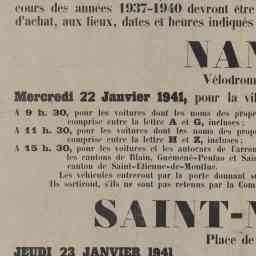 cours des années 1937-1940 devront être
d'achat, aux lieux, dates et heures indiqués
NAN
Vélodrom
Mercredi 22 Janvier 1941, pour la vil
A 9 h. 30, pour les voitures dont les noms des propr
comprise entre la lettre A et G, incluses;
A 11 h. 30, pour les voitures dont les noms des propr
comprise entre la lettre H et Z, incluses;
A 15 h. 30, pour les voitures et les autocars de l'arron
les cantons de Blain, Guémené-Penfao et Sain
canton de Saint-Etienne-de-Montluc.
Les véhicules entreront par la porte donnant s
Ils sortiront, s'ils ne sont pas retenus par la Com
SAINT-N
Place de
JEUDI 23 JANVIER 1941